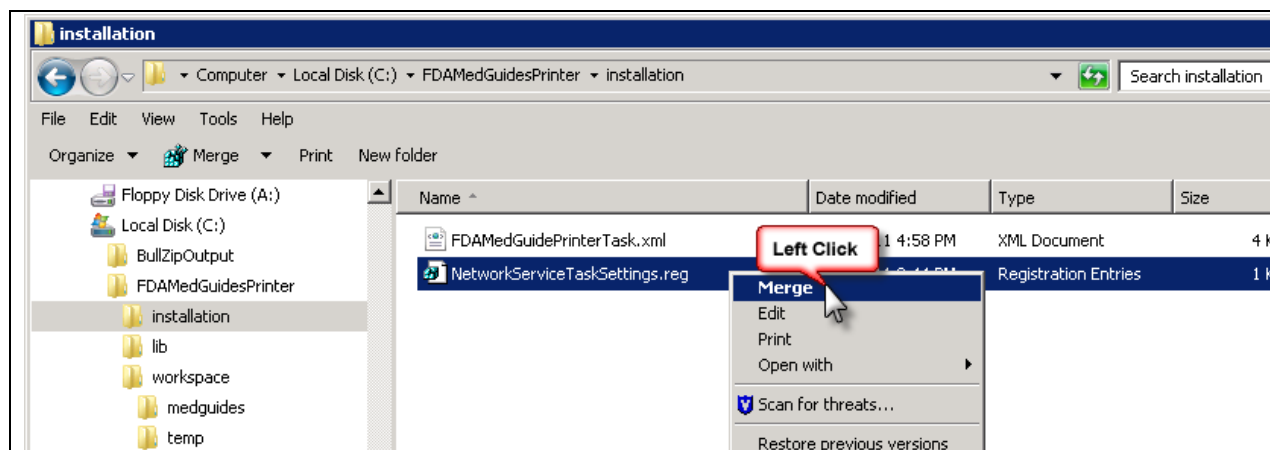 installation
Computer Local Disk (C:) FDAMedGuidesPrinter installation Search installation
File Edit View Tools Help
Organize Merge Print New folder
Floppy Disk Drive (A:)
Local Disk (C:)
BullZipOutput
FDAMedGuidesPrinter
installation
lib
workspace
medguides
temp
Name Date modified Type Size
FDAMedGuidePrinterTask.xml 1 4:58 PM XML Document 4 K
NetworkServiceTaskSettings.reg Registration Entries 1 K
Left Click
Merge
Edit
Print
Open with
Scan for threats...
Restore previous versions